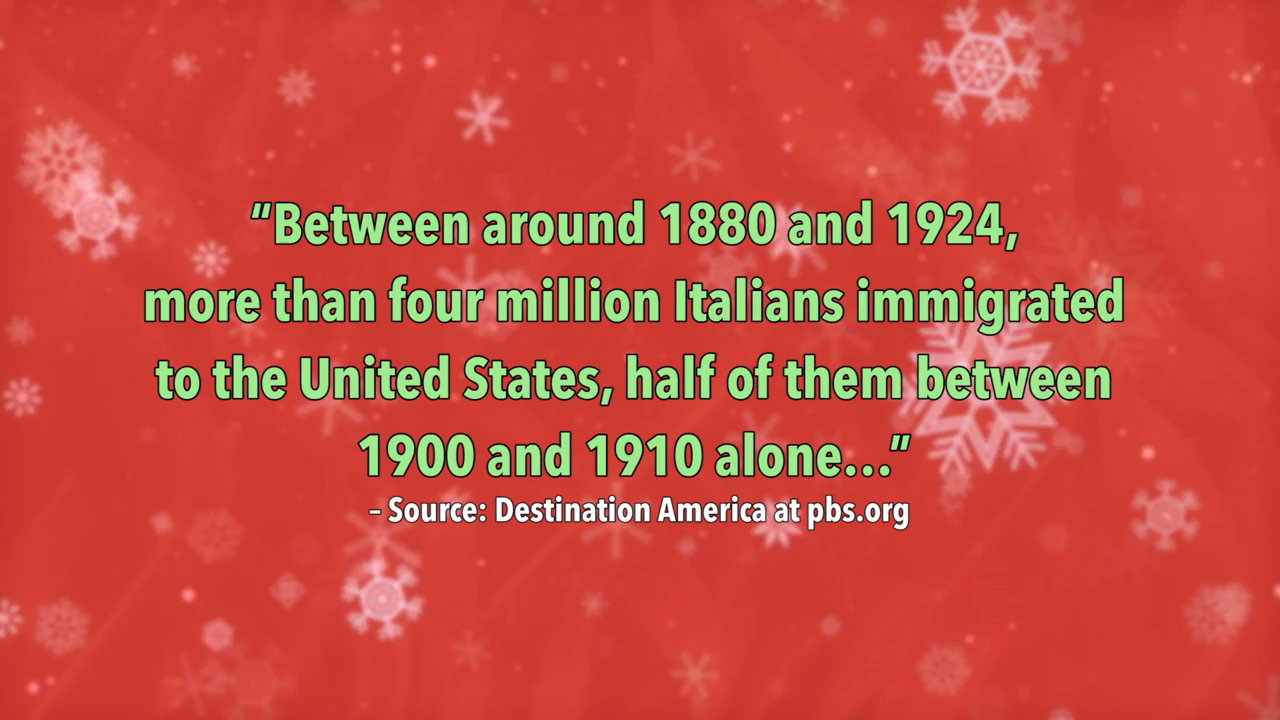 “Between around 1880 and 1924,
more than four million Italians immigrated
to the United States, half of them between
1900 and 1910 alone...”
– Source: Destination America at pbs.org